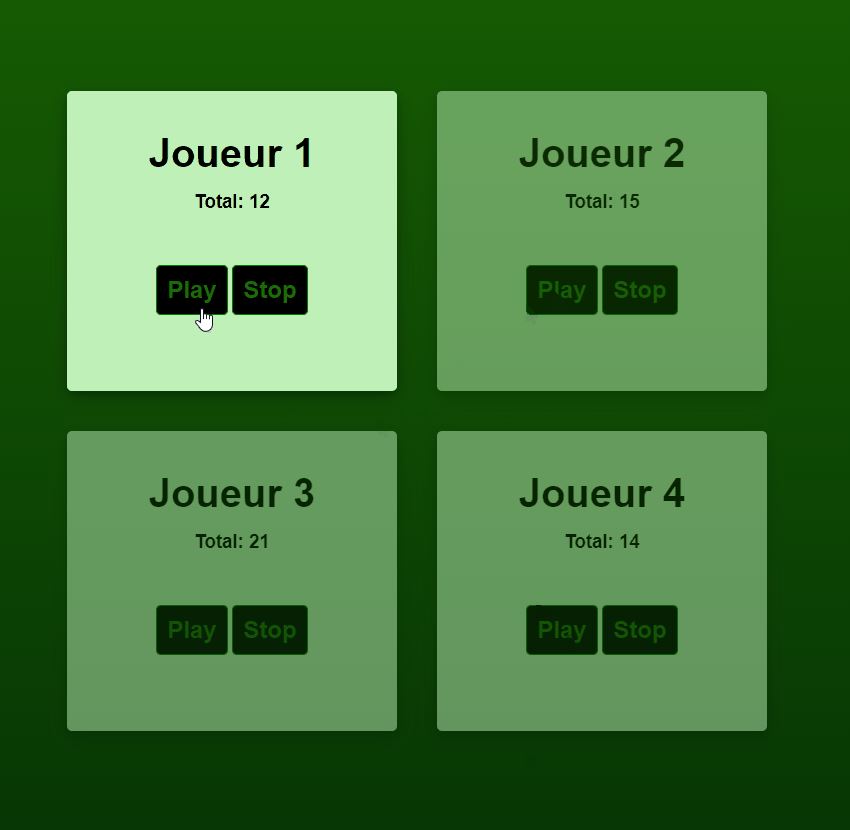 Joueur 1
Total: 12
Play Stop
Joueur 2
Total: 15
Play Stop
Joueur 3
Total: 21
Play Stop
Joueur 4
Total: 14
Play Stop